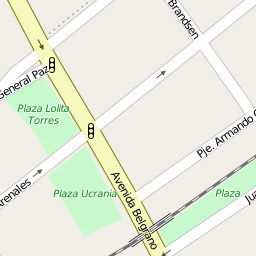 Brandsen
General Paz
Plaza Lolita
Torres
Pje. Armando
Avenida Belgrano
Arenales
Plaza Ucrania
Plaza